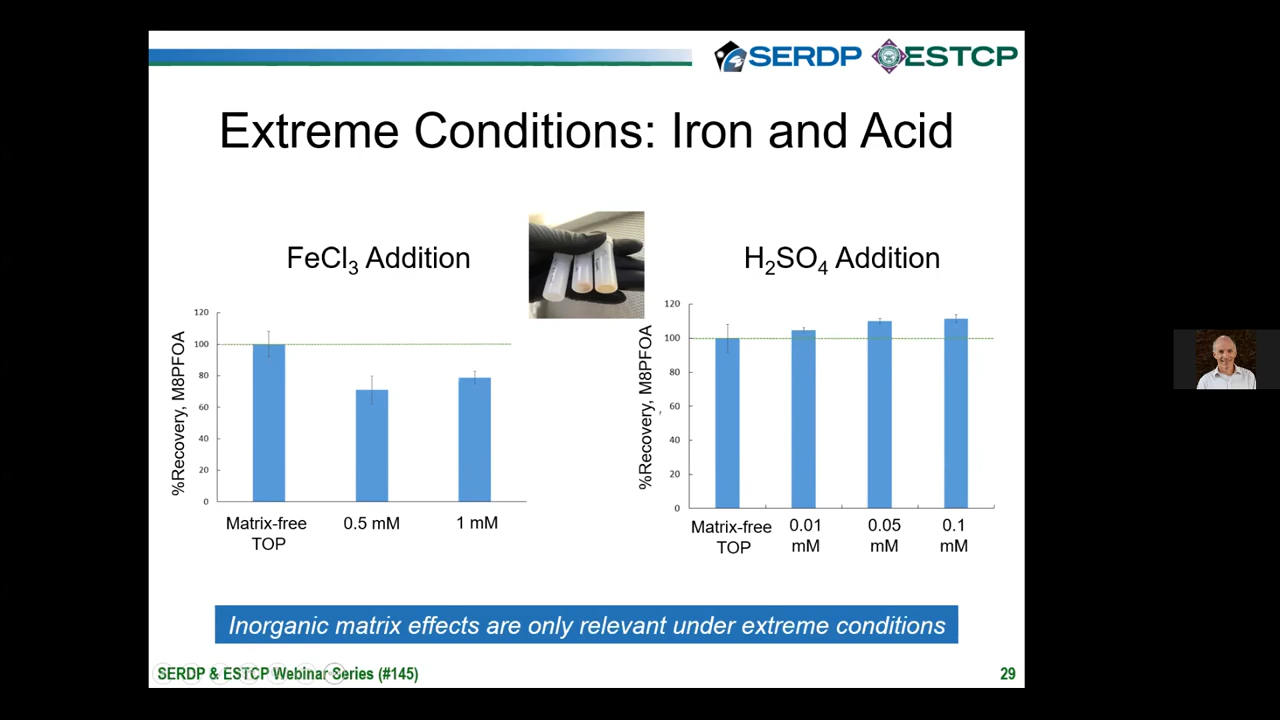 SERDP ESTCP
Extreme Conditions: Iron and Acid
FeCl₃ Addition
%Recovery, M8PFOA
120
100
80
60
40
20
0
Matrix-free
TOP
0.5 mM
1 mM
H₂SO₄ Addition
%Recovery, M8PFOA
120
100
80
60
40
20
0
Matrix-free
TOP
0.01
mM
0.05
mM
0.1
mM
Inorganic matrix effects are only relevant under extreme conditions
SERDP & ESTCP Webinar Series (#145)
29